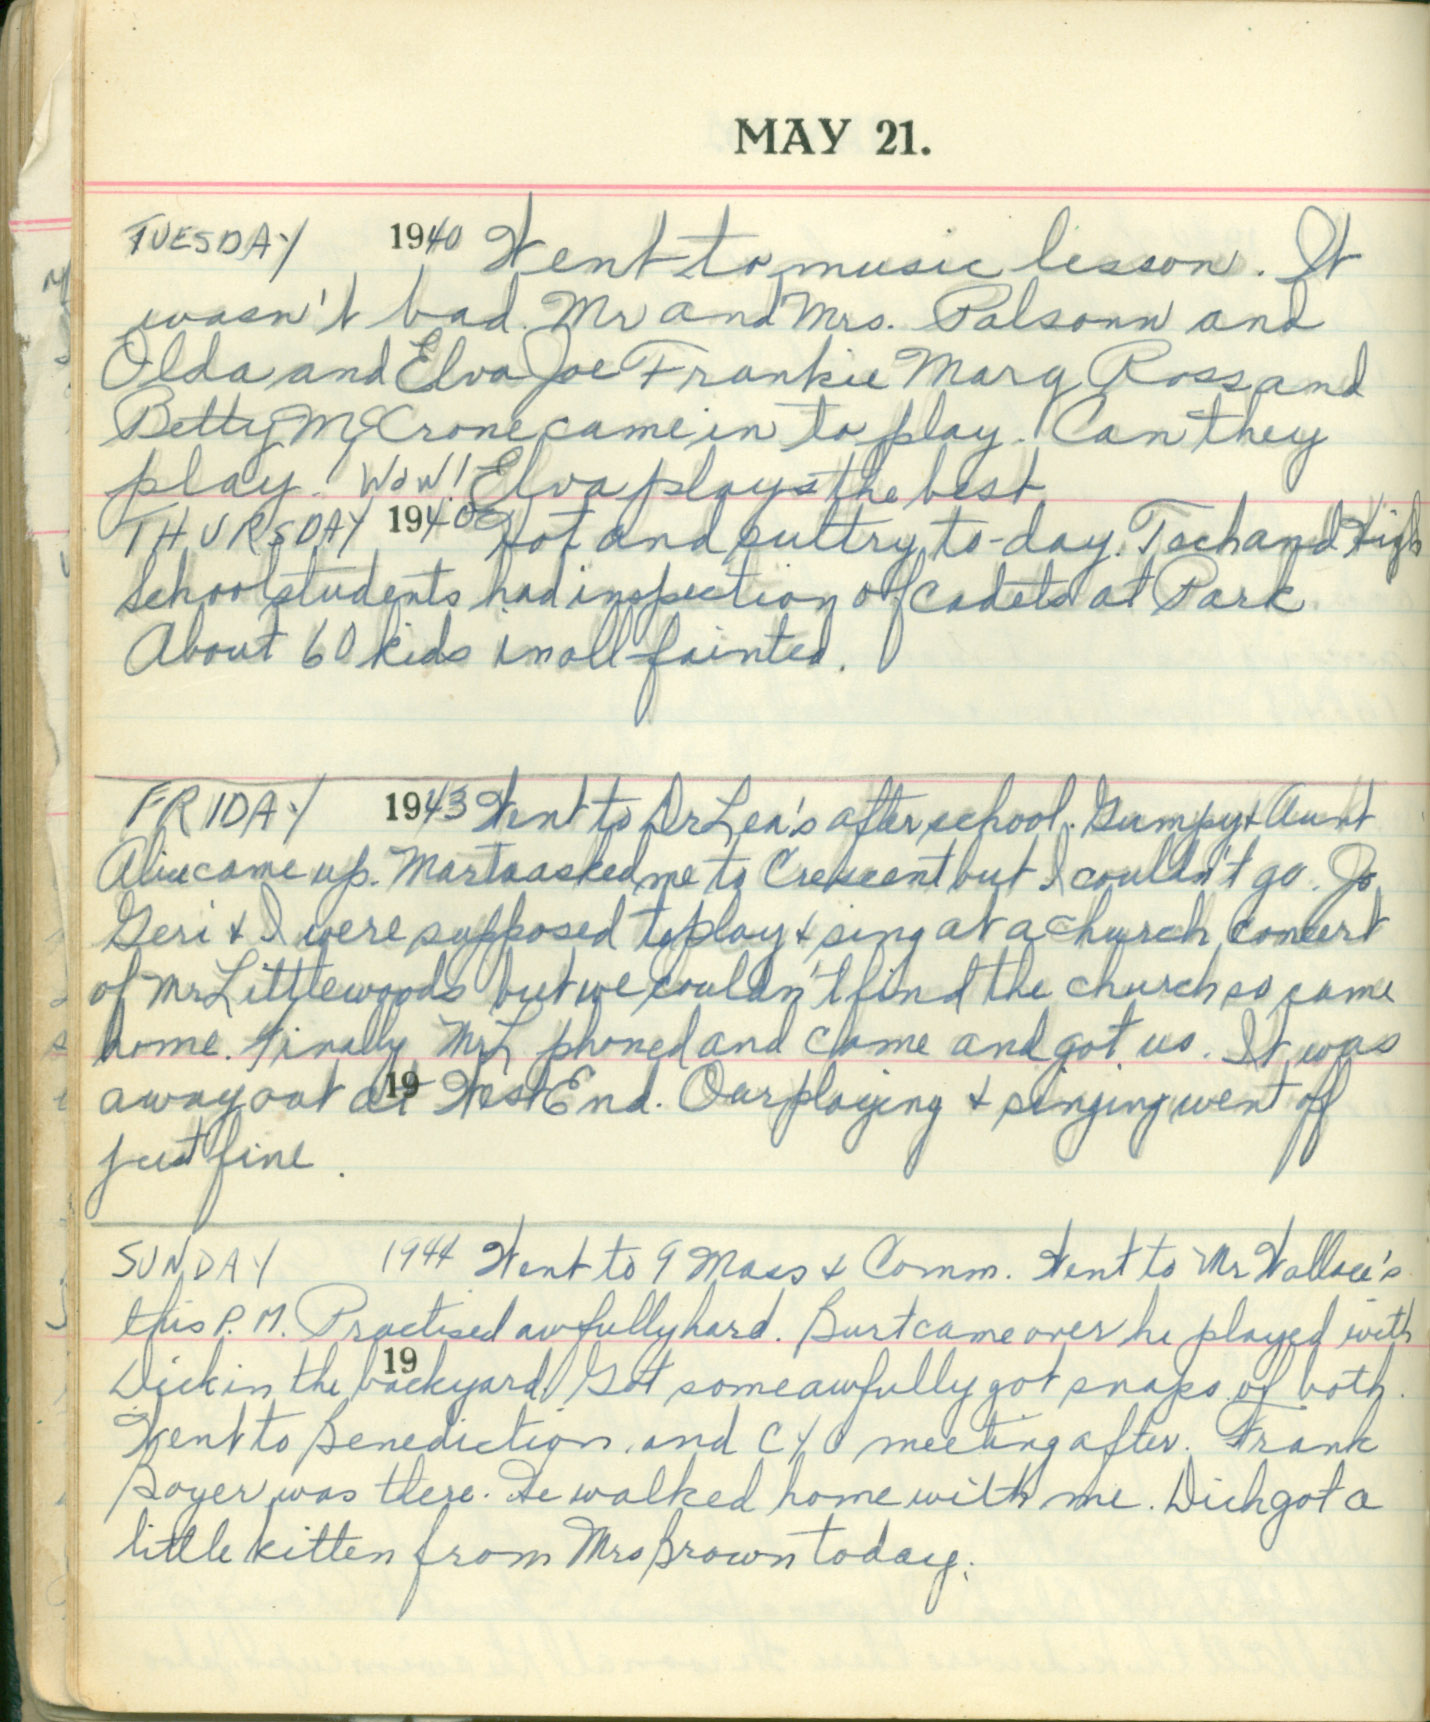 MAY 21.
TUESDAY 1940 Went to music lesson. It
wasn't bad. Mr and Mrs. Palsonn and
Olda and Elva Joe Frankie Mary Ross and
Betty McCrone came in to play. Can they
play. Wow! Elva plays the best
THURSDAY 194 Hot and sultry to-day. Tech and High
School students had inspection of Cadets at Park
About 60 kids in all fainted.
FRIDAY 1943 Went to Dr Lea's after school. Gumpy & Aunt
Alice came up. Marta asked me to Crescent but I couldn't go. Jo
Geri & I were supposed to play & sing at a church concert
of Mr Littlewoods but we couldn't find the church so came
home. Finally Mr L phoned and came and got us. It was
away out at 19 West End. Our playing & singing went off
just fine.
SUNDAY 1944 Went to 9 Mass & Comm. Went to Mr Wallace's
this P.M. Practised awfully hard. Burt came over he played with
Dick in the backyard. 19 Got some awfully got snaps of both.
Went to Benediction and CYO meeting after. Frank
Boyer was there. He walked home with me. Dick got a
little kitten from Mrs Brown today.